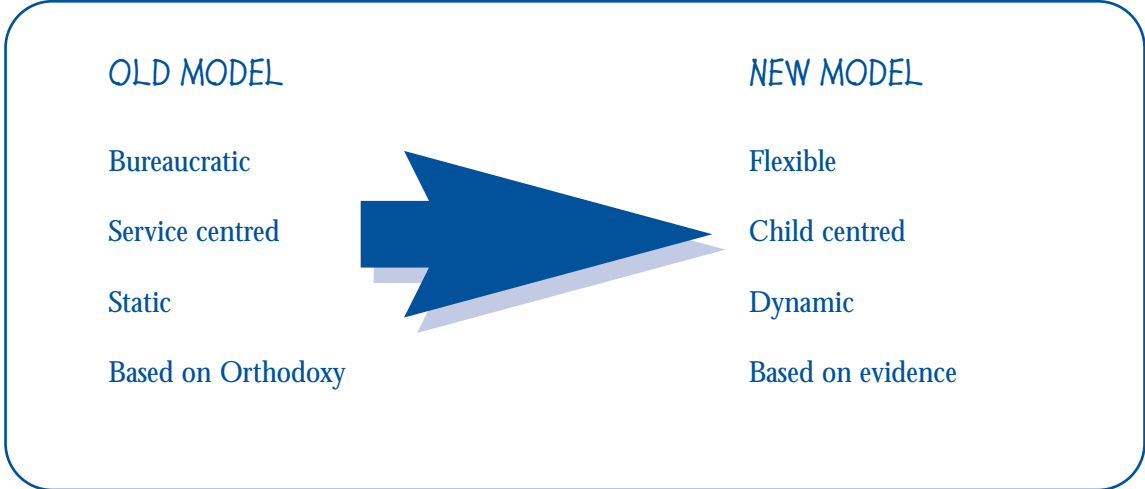 OLD MODEL
Bureaucratic
Service centred
Static
Based on Orthodoxy
NEW MODEL
Flexible
Child centred
Dynamic
Based on evidence